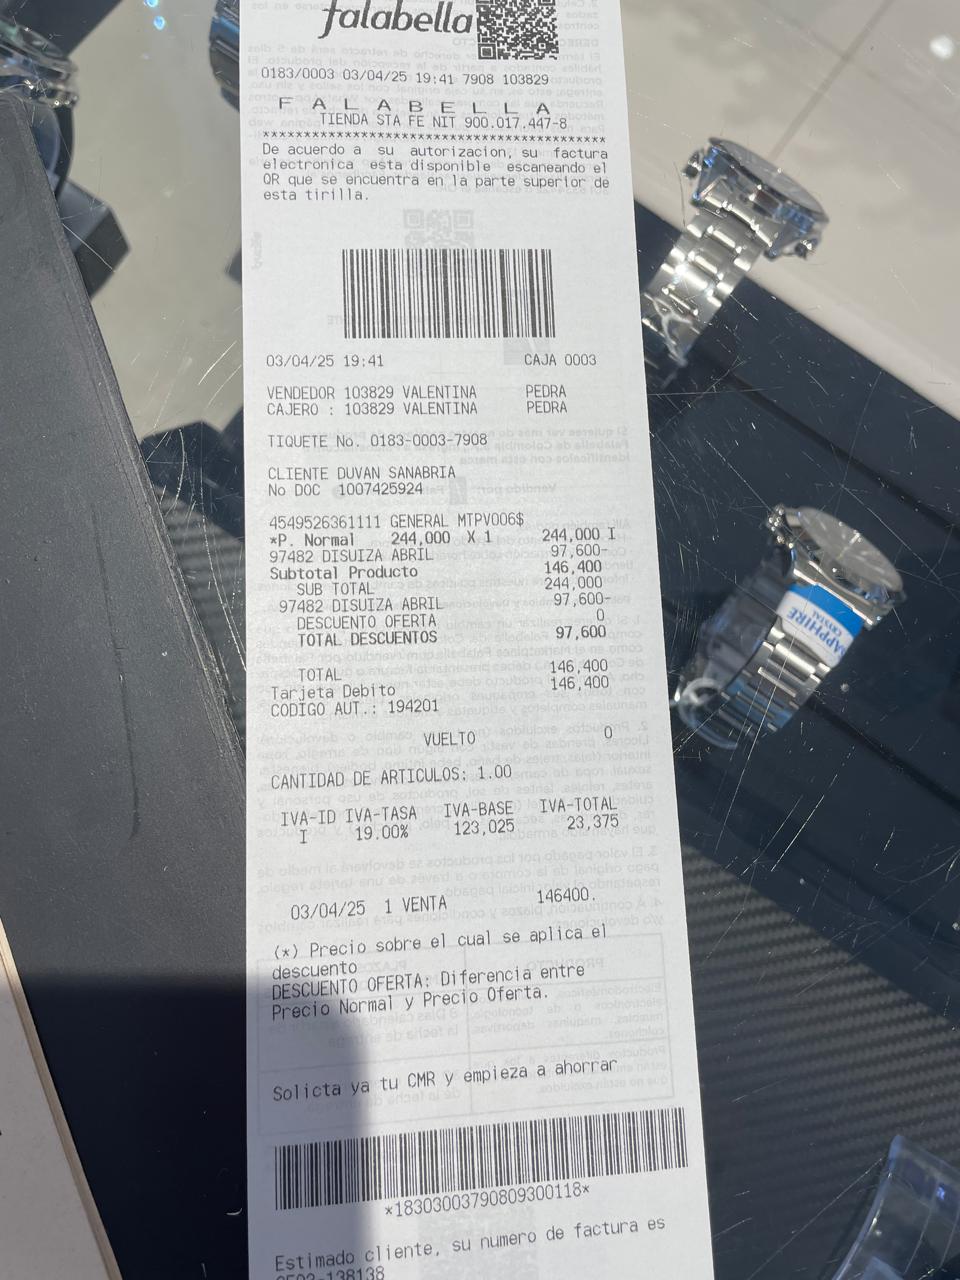 falabella
0183/0003 03/04/25 19:41 7908 103829
F A L A B E L L A
TIENDA STA FE NIT 900.017.447-8
******************************************
De acuerdo a su autorizacion, su factura
electronica esta disponible escaneando el
QR que se encuentra en la parte superior de
esta tirilla.
03/04/25 19:41 CAJA 0003
VENDEDOR 103829 VALENTINA PEDRA
CAJERO : 103829 VALENTINA PEDRA
TIQUETE No. 0183-0003-7908
CLIENTE DUVAN SANABRIA
No DOC 1007425924
4549526361111 GENERAL MTPV006$
*P. Normal 244,000 X 1 244,000 I
97482 DISUIZA ABRIL 97,600-
Subtotal Producto 146,400
SUB TOTAL 244,000
97482 DISUIZA ABRIL 97,600-
DESCUENTO OFERTA 0
TOTAL DESCUENTOS 97,600
TOTAL 146,400
Tarjeta Debito 146,400
CODIGO AUT.: 194201
VUELTO 0
CANTIDAD DE ARTICULOS: 1.00
IVA-ID IVA-TASA IVA-BASE IVA-TOTAL
I 19.00% 123,025 23,375
03/04/25 1 VENTA 146400.
(*) Precio sobre el cual se aplica el
descuento
DESCUENTO OFERTA: Diferencia entre
Precio Normal y Precio Oferta.
Solicta ya tu CMR y empieza a ahorrar
*18303003790809300118*
Estimado cliente, su numero de factura es
SAPPHIRE
CRYSTAL